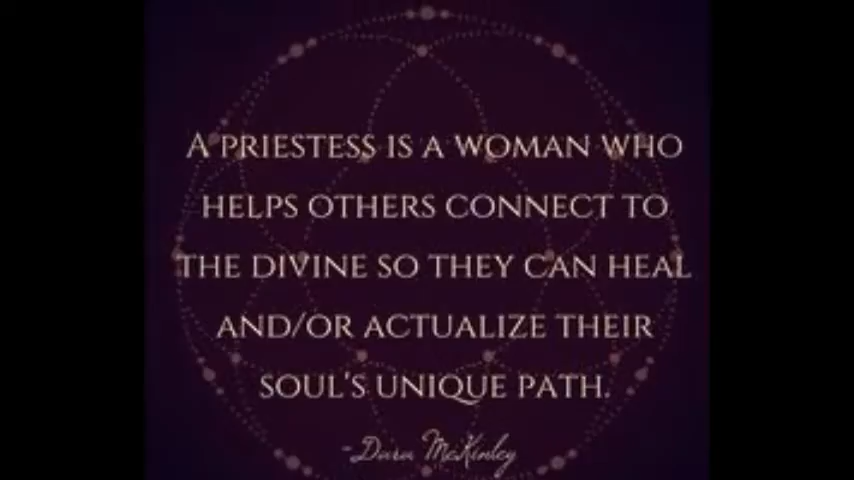 A PRIESTESS IS A WOMAN WHO
HELPS OTHERS CONNECT TO
THE DIVINE SO THEY CAN HEAL
AND/OR ACTUALIZE THEIR
SOUL'S UNIQUE PATH.
-Dara McKinley